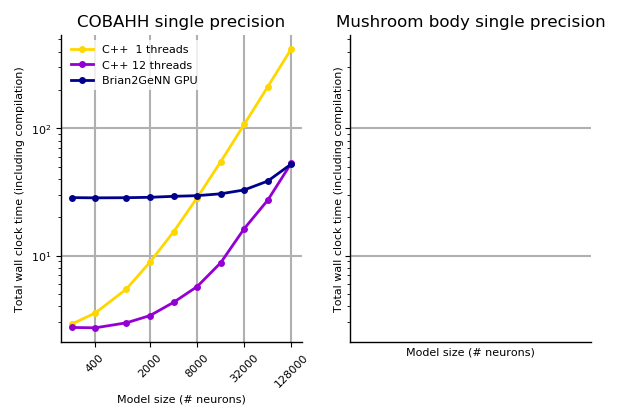 COBAHH single precision
Mushroom body single precision
C++  1 threads
C++ 12 threads
Brian2GeNN GPU
Total wall clock time (including compilation)
10²
10¹
400
2000
8000
32000
128000
Model size (# neurons)
Total wall clock time (including compilation)
Model size (# neurons)